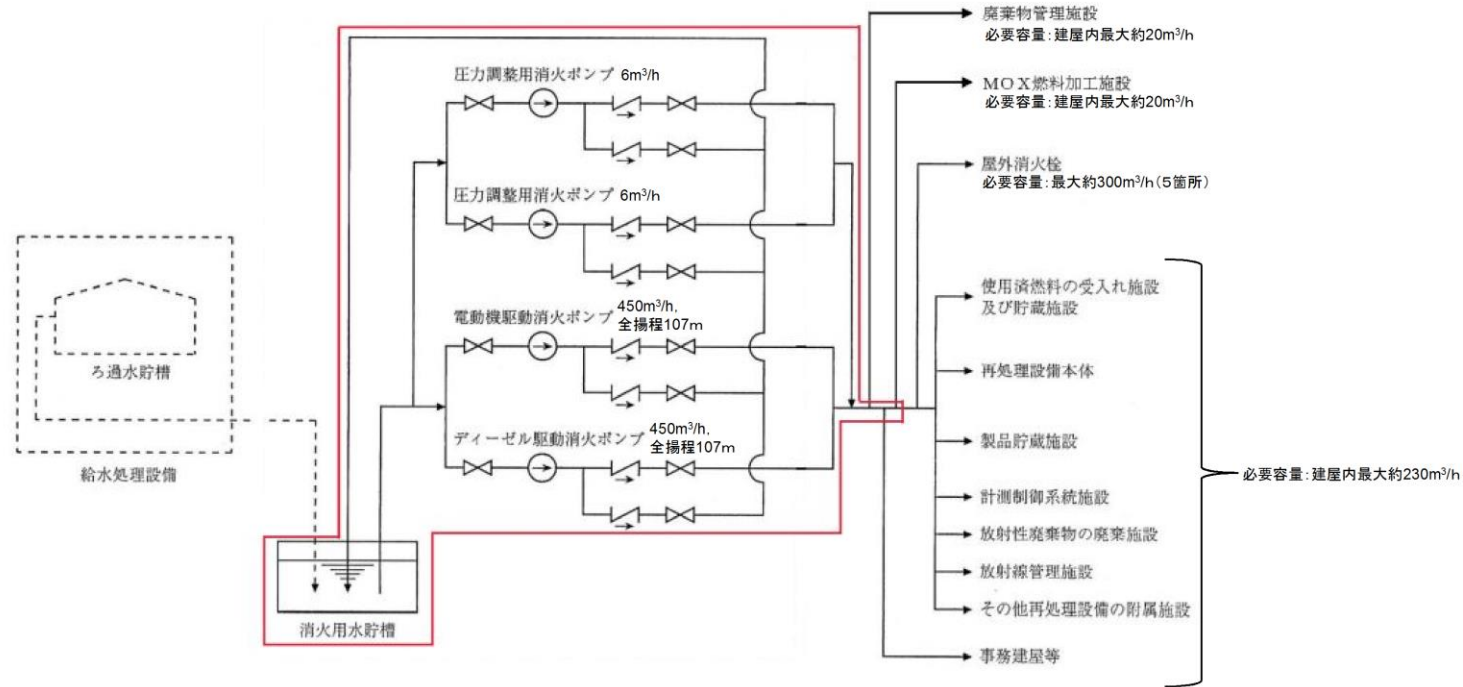 廃棄物管理施設
必要容量：建屋内最大約20m³/h
圧力調整用消火ポンプ 6m³/h
MOX燃料加工施設
必要容量：建屋内最大約20m³/h
屋外消火栓
必要容量：最大約300m³/h（5箇所）
圧力調整用消火ポンプ 6m³/h
使用済燃料の受入れ施設
及び貯蔵施設
電動機駆動消火ポンプ 450m³/h，
全揚程107m
ろ過水貯槽
再処理設備本体
ディーゼル駆動消火ポンプ 450m³/h，
全揚程107m
製品貯蔵施設
給水処理設備
必要容量：建屋内最大約230m³/h
計測制御系統施設
放射性廃棄物の廃棄施設
放射線管理施設
その他再処理設備の附属施設
消火用水貯槽
事務建屋等